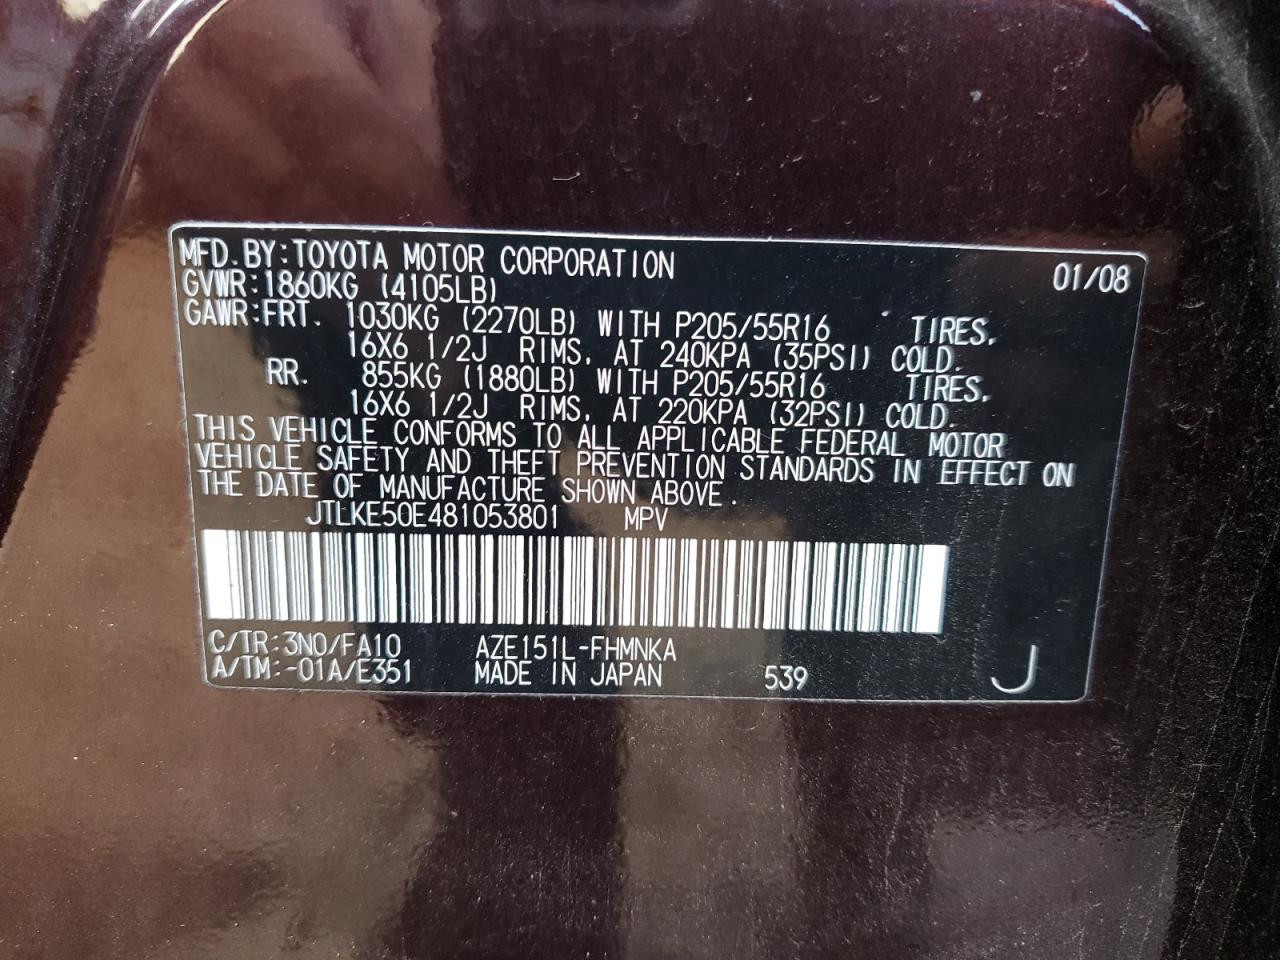 MFD. BY: TOYOTA MOTOR CORPORATION 01/08
GVWR: 1860KG (4105LB)
GAWR: FRT. 1030KG (2270LB) WITH P205/55R16 TIRES,
16X6 1/2J RIMS, AT 240KPA (35PSI) COLD.
RR. 855KG (1880LB) WITH P205/55R16 TIRES,
16X6 1/2J RIMS, AT 220KPA (32PSI) COLD.
THIS VEHICLE CONFORMS TO ALL APPLICABLE FEDERAL MOTOR
VEHICLE SAFETY AND THEFT PREVENTION STANDARDS IN EFFECT ON
THE DATE OF MANUFACTURE SHOWN ABOVE.
JTLKE50E481053801 MPV
C/TR: 3N0/FA10 AZE151L-FHMNKA
A/TM: -01A/E351 MADE IN JAPAN 539 J